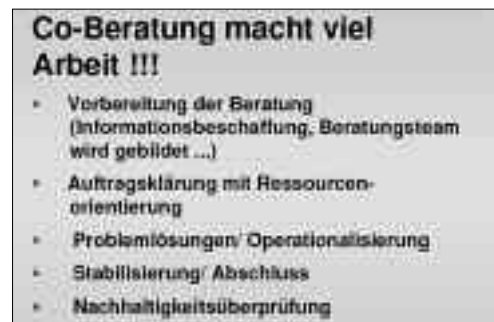 Co-Beratung macht viel
Arbeit !!!
Vorbereitung der Beratung
(Informationsbeschaffung, Beratungsteam
wird gebildet ...)
Auftragsklärung mit Ressourcen-
orientierung
Problemlösungen/ Operationalisierung
Stabilisierung/ Abschluss
Nachhaltigkeitsüberprüfung